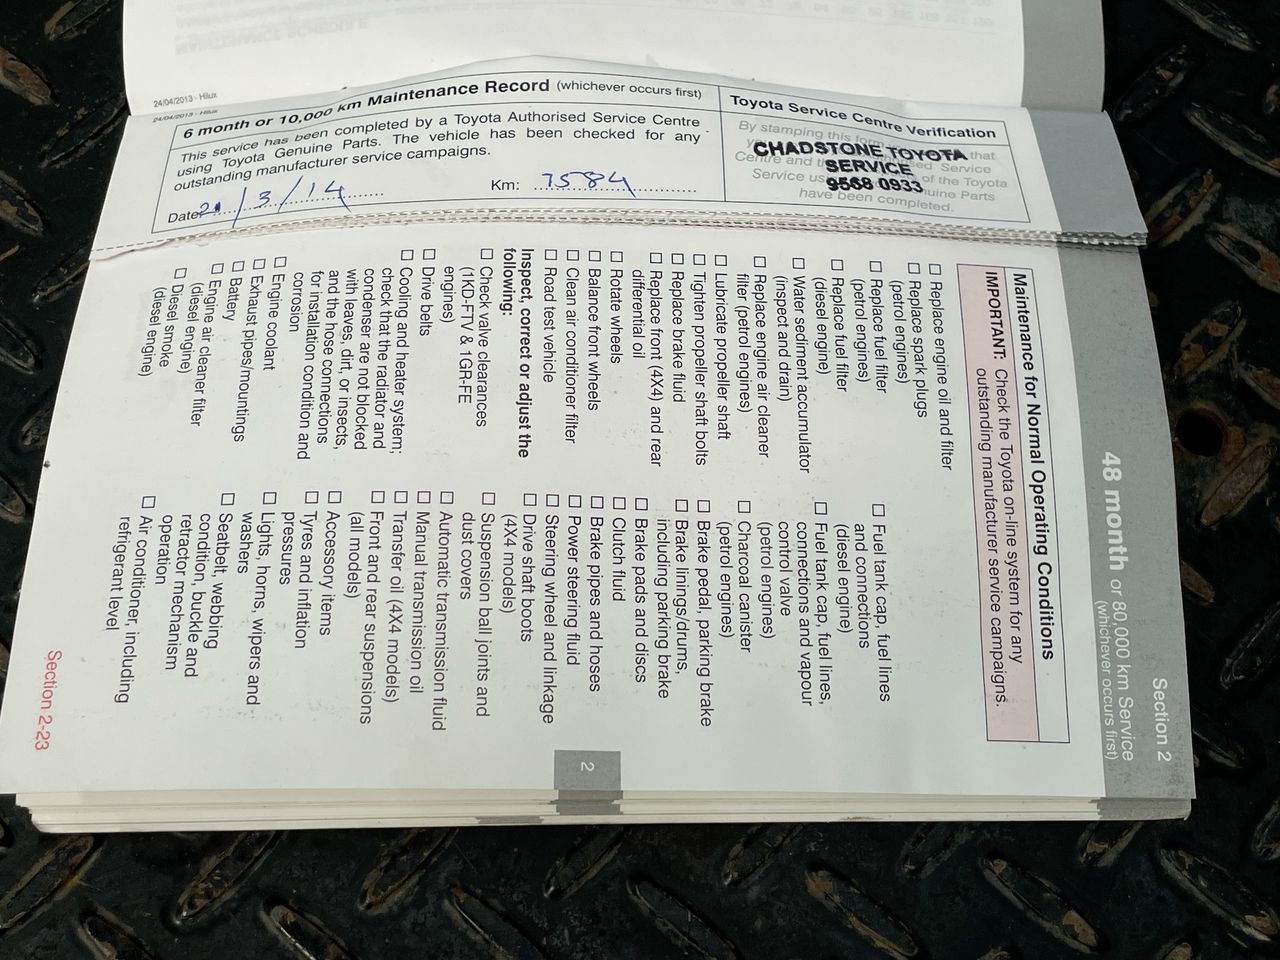 24/04/2013 - Hilux
24/04/2013 - Hilux
6 month or 10,000 km Maintenance Record (whichever occurs first)
This service has been completed by a Toyota Authorised Service Centre
using Toyota Genuine Parts. The vehicle has been checked for any
outstanding manufacturer service campaigns.
Date: 21/3/14
Km: 7584
Toyota Service Centre Verification
By stamping this that
CHADSTONE TOYOTA
Centre and Service
SERVICE
Service of the Toyota
9568 0933
Parts
have been completed.
Section 2
48 month or 80,000 km Service
(whichever occurs first)
Maintenance for Normal Operating Conditions
IMPORTANT: Check the Toyota on-line system for any
outstanding manufacturer service campaigns.
☐ Replace engine oil and filter
☐ Replace spark plugs
(petrol engines)
☐ Replace fuel filter
(petrol engines)
☐ Replace fuel filter
(diesel engine)
☐ Water sediment accumulator
(inspect and drain)
☐ Replace engine air cleaner
filter (petrol engines)
☐ Lubricate propeller shaft
☐ Tighten propeller shaft bolts
☐ Replace brake fluid
☐ Replace front (4X4) and rear
differential oil
☐ Rotate wheels
☐ Balance front wheels
☐ Clean air conditioner filter
☐ Road test vehicle
Inspect, correct or adjust the
following:
☐ Check valve clearances
(1KD-FTV & 1GR-FE
engines)
☐ Drive belts
☐ Cooling and heater system;
check that the radiator and
condenser are not blocked
with leaves, dirt, or insects,
and the hose connections
for installation condition and
corrosion
☐ Engine coolant
☐ Exhaust pipes/mountings
☐ Battery
☐ Engine air cleaner filter
(diesel engine)
☐ Diesel smoke
(diesel engine)
☐ Fuel tank cap, fuel lines
and connections
(diesel engine)
☐ Fuel tank cap, fuel lines,
connections and vapour
control valve
(petrol engines)
☐ Charcoal canister
(petrol engines)
☐ Brake pedal, parking brake
☐ Brake linings/drums,
including parking brake
☐ Brake pads and discs
☐ Clutch fluid
☐ Brake pipes and hoses
☐ Power steering fluid
☐ Steering wheel and linkage
☐ Drive shaft boots
(4X4 models)
☐ Suspension ball joints and
dust covers
☐ Automatic transmission fluid
☐ Manual transmission oil
☐ Transfer oil (4X4 models)
☐ Front and rear suspensions
(all models)
☐ Accessory items
☐ Tyres and inflation
pressures
☐ Lights, horns, wipers and
washers
☐ Seatbelt, webbing
condition, buckle and
retractor mechanism
operation
☐ Air conditioner, including
refrigerant level
2
Section 2-23